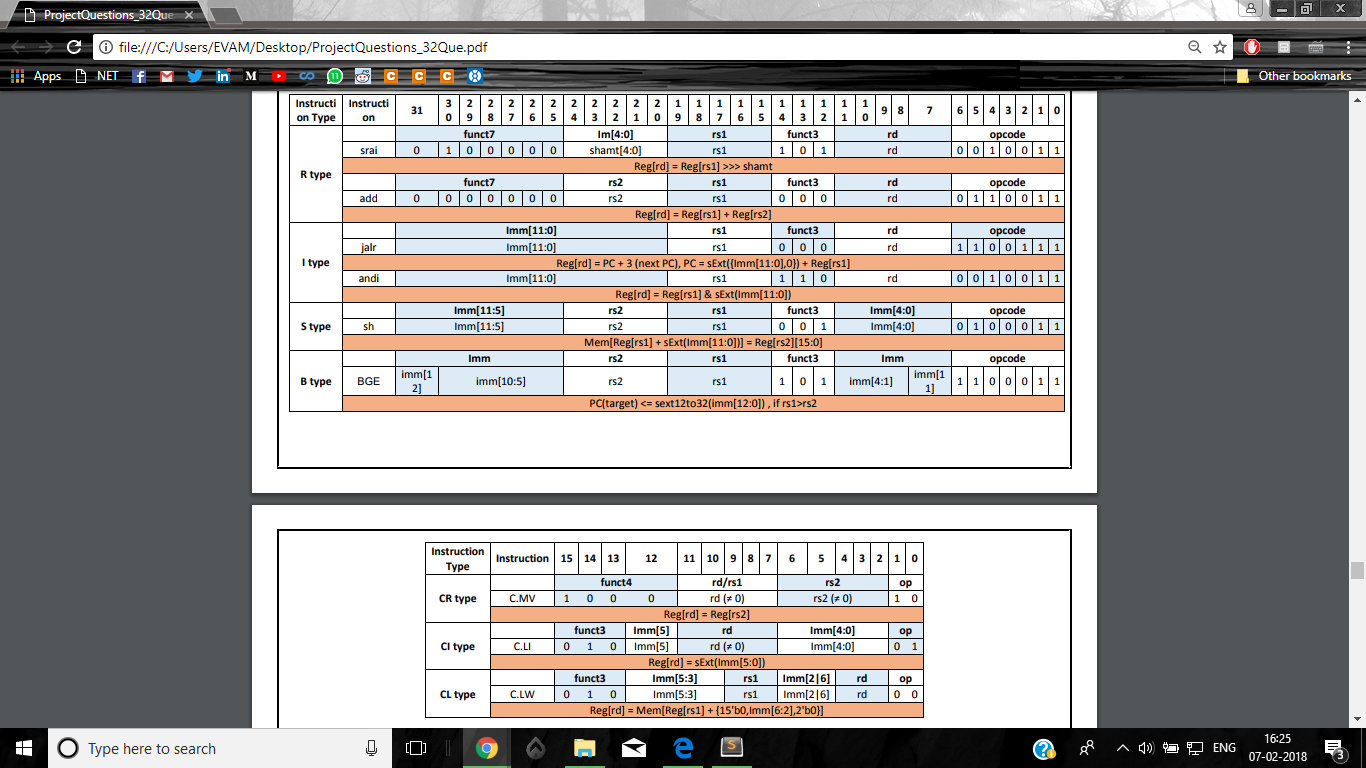 ProjectQuestions_32Que
file:///C:/Users/EVAM/Desktop/ProjectQuestions_32Que.pdf
Apps NET M C C C Other bookmarks
Instructi on Type Instructi on 31 30 29 28 27 26 25 24 23 22 21 20 19 18 17 16 15 14 13 12 11 10 9 8 7 6 5 4 3 2 1 0
R type
funct7 Im[4:0] rs1 funct3 rd opcode
srai 0 1 0 0 0 0 0 shamt[4:0] rs1 1 0 1 rd 0 0 1 0 0 1 1
Reg[rd] = Reg[rs1] >>> shamt
funct7 rs2 rs1 funct3 rd opcode
add 0 0 0 0 0 0 0 rs2 rs1 0 0 0 rd 0 1 1 0 0 1 1
Reg[rd] = Reg[rs1] + Reg[rs2]
I type
Imm[11:0] rs1 funct3 rd opcode
jalr Imm[11:0] rs1 0 0 0 rd 1 1 0 0 1 1 1
Reg[rd] = PC + 3 (next PC), PC = sExt({Imm[11:0],0}) + Reg[rs1]
andi Imm[11:0] rs1 1 1 0 rd 0 0 1 0 0 1 1
Reg[rd] = Reg[rs1] & sExt(Imm[11:0])
S type
Imm[11:5] rs2 rs1 funct3 Imm[4:0] opcode
sh Imm[11:5] rs2 rs1 0 0 1 Imm[4:0] 0 1 0 0 0 1 1
Mem[Reg[rs1] + sExt(Imm[11:0])] = Reg[rs2][15:0]
B type
Imm rs2 rs1 funct3 Imm opcode
BGE imm[12] imm[10:5] rs2 rs1 1 0 1 imm[4:1] imm[11] 1 1 0 0 0 1 1
PC(target) <= sext12to32(imm[12:0]) , if rs1>rs2
Instruction Type Instruction 15 14 13 12 11 10 9 8 7 6 5 4 3 2 1 0
CR type
funct4 rd/rs1 rs2 op
C.MV 1 0 0 0 rd (≠ 0) rs2 (≠ 0) 1 0
Reg[rd] = Reg[rs2]
CI type
funct3 Imm[5] rd Imm[4:0] op
C.LI 0 1 0 Imm[5] rd (≠ 0) Imm[4:0] 0 1
Reg[rd] = sExt(Imm[5:0])
CL type
funct3 Imm[5:3] rs1 Imm[2|6] rd op
C.LW 0 1 0 Imm[5:3] rs1 Imm[2|6] rd 0 0
Reg[rd] = Mem[Reg[rs1] + {15'b0,Imm[6:2],2'b0}]
Type here to search
ENG
16:25
07-02-2018
3